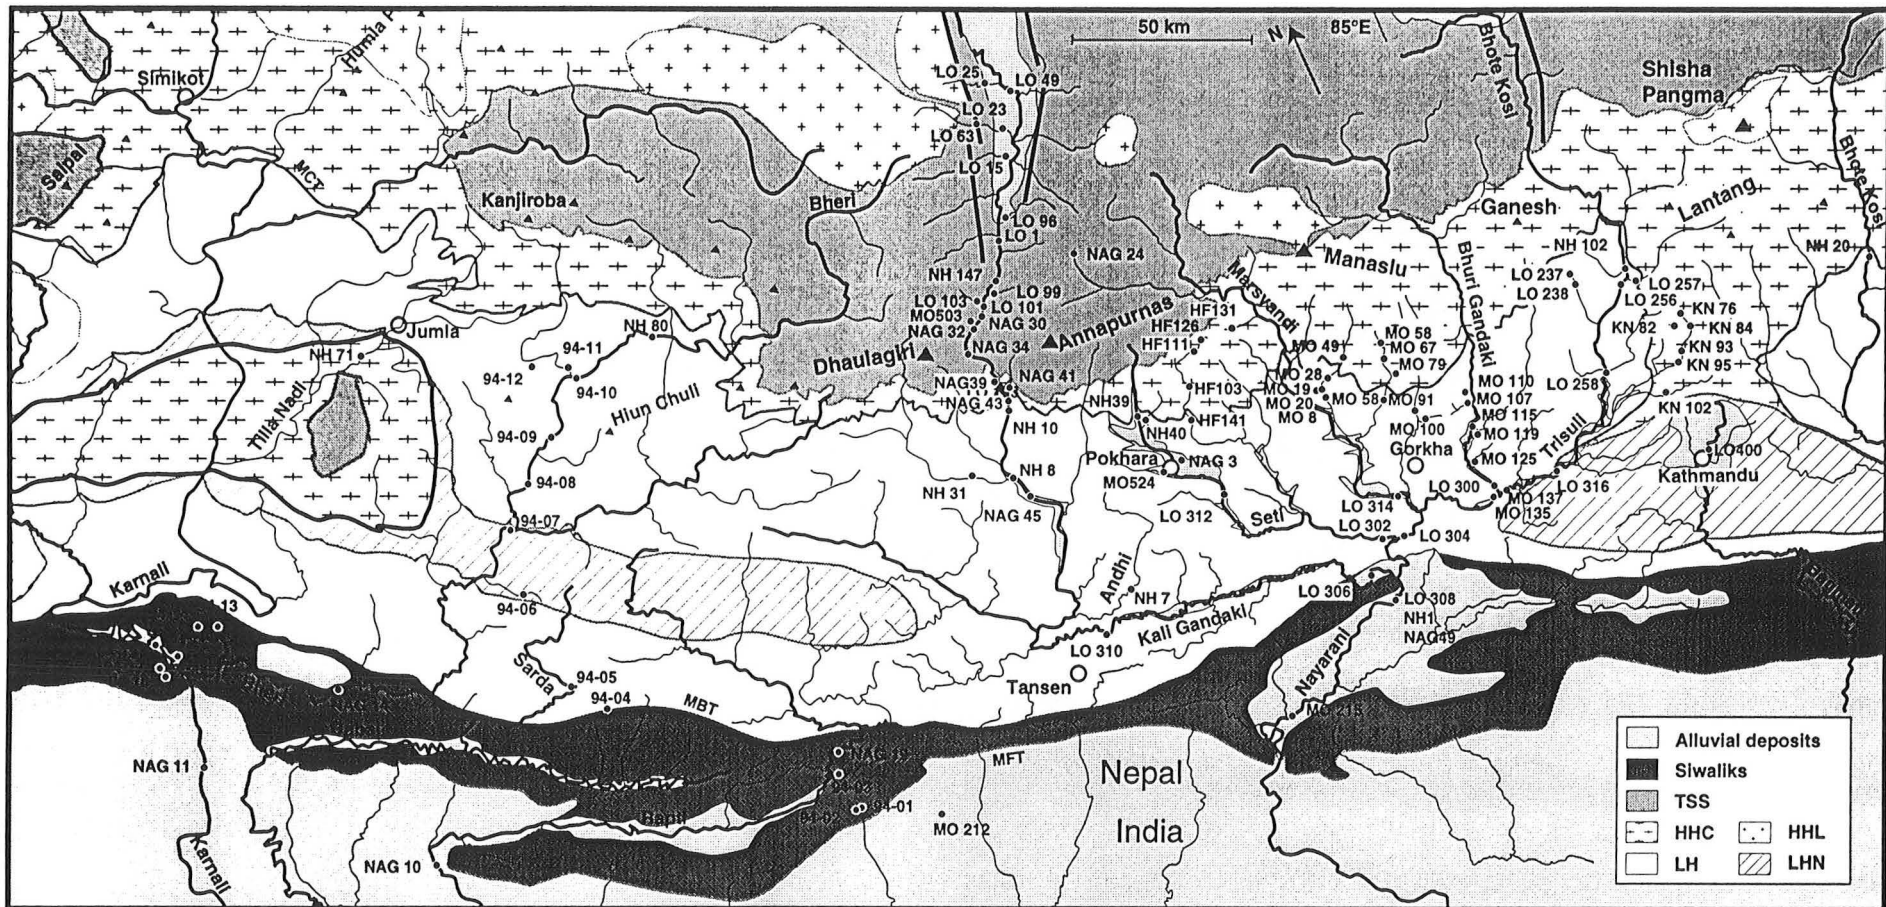 50 km
N
85°E
Simikot
Humla
LO 25
LO 49
LO 23
LO 63
LO 15
Bhote Kosi
Shisha
Pangma
Saipal
MCT
Kanjiroba
Bheri
LO 96
LO 1
NAG 24
Ganesh
Lantang
Bhote Kosi
NH 20
Manaslu
Marsyandi
Bhuri Gandaki
NH 102
LO 237
LO 238
LO 257
LO 256
KN 76
KN 82
KN 84
KN 93
KN 95
NH 147
LO 103
LO 99
LO 101
MO503
NAG 30
NAG 32
NAG 34
Annapurnas
Dhaulagiri
HF131
HF126
HF111
HF103
MO 58
MO 67
MO 49
MO 79
MO 28
MO 19
MO 20
MO 8
MO 58
MO 91
MO 100
MO 110
MO 107
MO 115
MO 119
MO 125
LO 258
KN 102
Jumla
NH 71
NH 80
94-11
94-12
94-10
Hiun Chuli
94-09
94-08
94-07
94-06
Tilla Nadi
NAG39
NAG 41
NAG 43
NH 10
NH39
NH40
HF141
Pokhara
NAG 3
MO524
Gorkha
Trisuli
LO400
Kathmandu
LO 316
LO 300
MO 137
MO 135
NH 31
NH 8
NAG 45
LO 312
Seti
LO 314
LO 302
LO 304
Karnali
Andhi
NH 7
Kali Gandaki
LO 306
LO 308
NH1
NAG49
Nayarani
LO 310
Tansen
Sarda
94-05
94-04
MBT
MO 215
NAG 11
NAG 19
MFT
Nepal
India
94-03
94-02
94-01
MO 212
Rapti
NAG 10
Karnali
Alluvial deposits
Siwaliks
TSS
HHC
HHL
LH
LHN